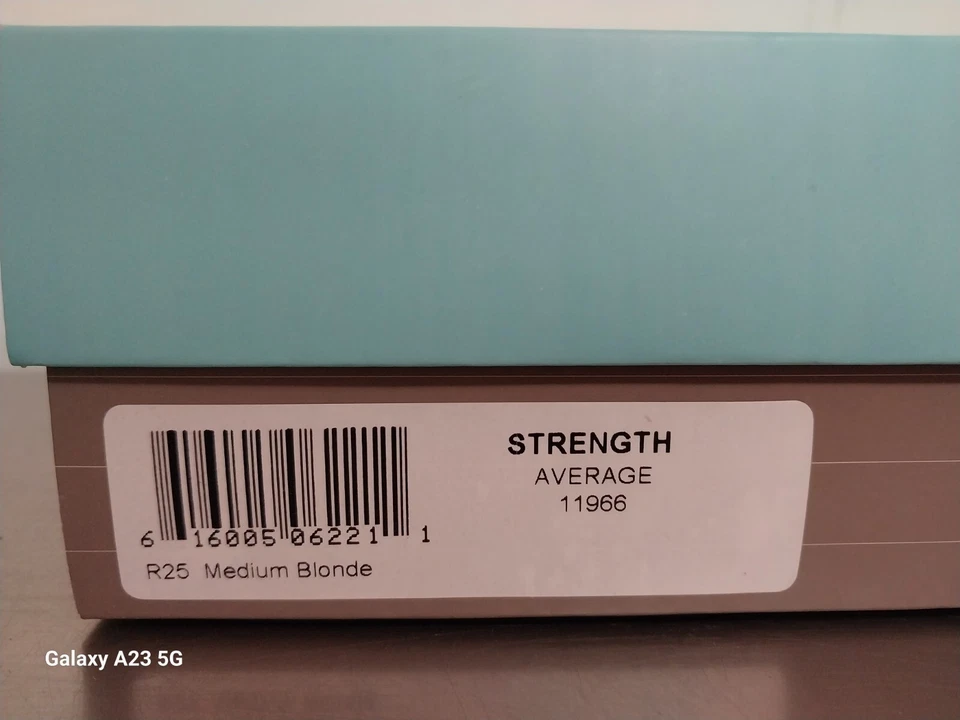 STRENGTH
AVERAGE
11966
6 16005 06221 1
R25 Medium Blonde
Galaxy A23 5G